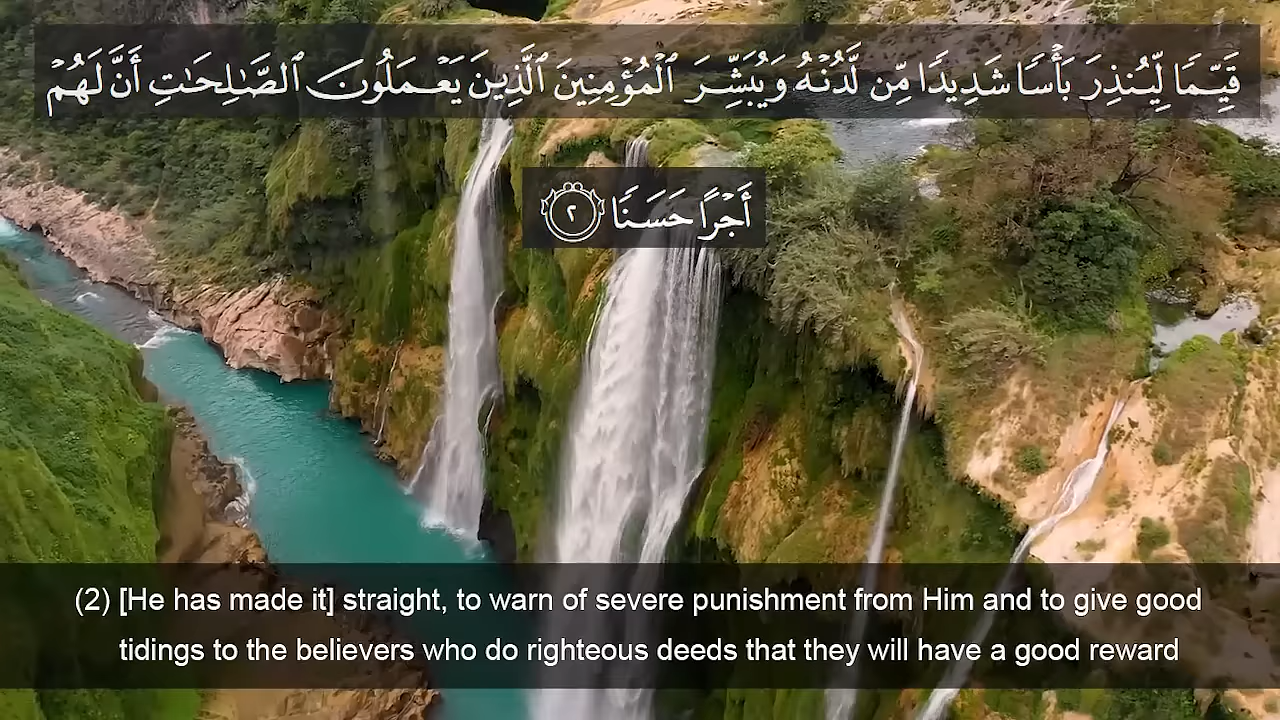 قَيِّمًا لِّيُنذِرَ بَأْسًا شَدِيدًا مِّن لَّدُنْهُ وَيُبَشِّرَ ٱلْمُؤْمِنِينَ ٱلَّذِينَ يَعْمَلُونَ ٱلصَّـٰلِحَـٰتِ أَنَّ لَهُمْ
أَجْرًا حَسَنًا ٢
(2) [He has made it] straight, to warn of severe punishment from Him and to give good
tidings to the believers who do righteous deeds that they will have a good reward